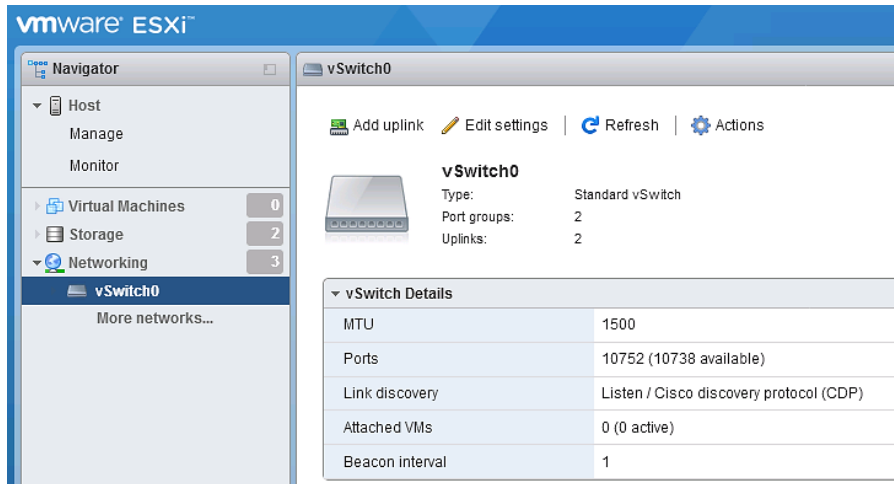 vmware® ESXi™
Navigator
Host
Manage
Monitor
Virtual Machines 0
Storage 2
Networking 3
vSwitch0
More networks...
vSwitch0
Add uplink Edit settings | Refresh | Actions
vSwitch0
Type: Standard vSwitch
Port groups: 2
Uplinks: 2
vSwitch Details
MTU 1500
Ports 10752 (10738 available)
Link discovery Listen / Cisco discovery protocol (CDP)
Attached VMs 0 (0 active)
Beacon interval 1